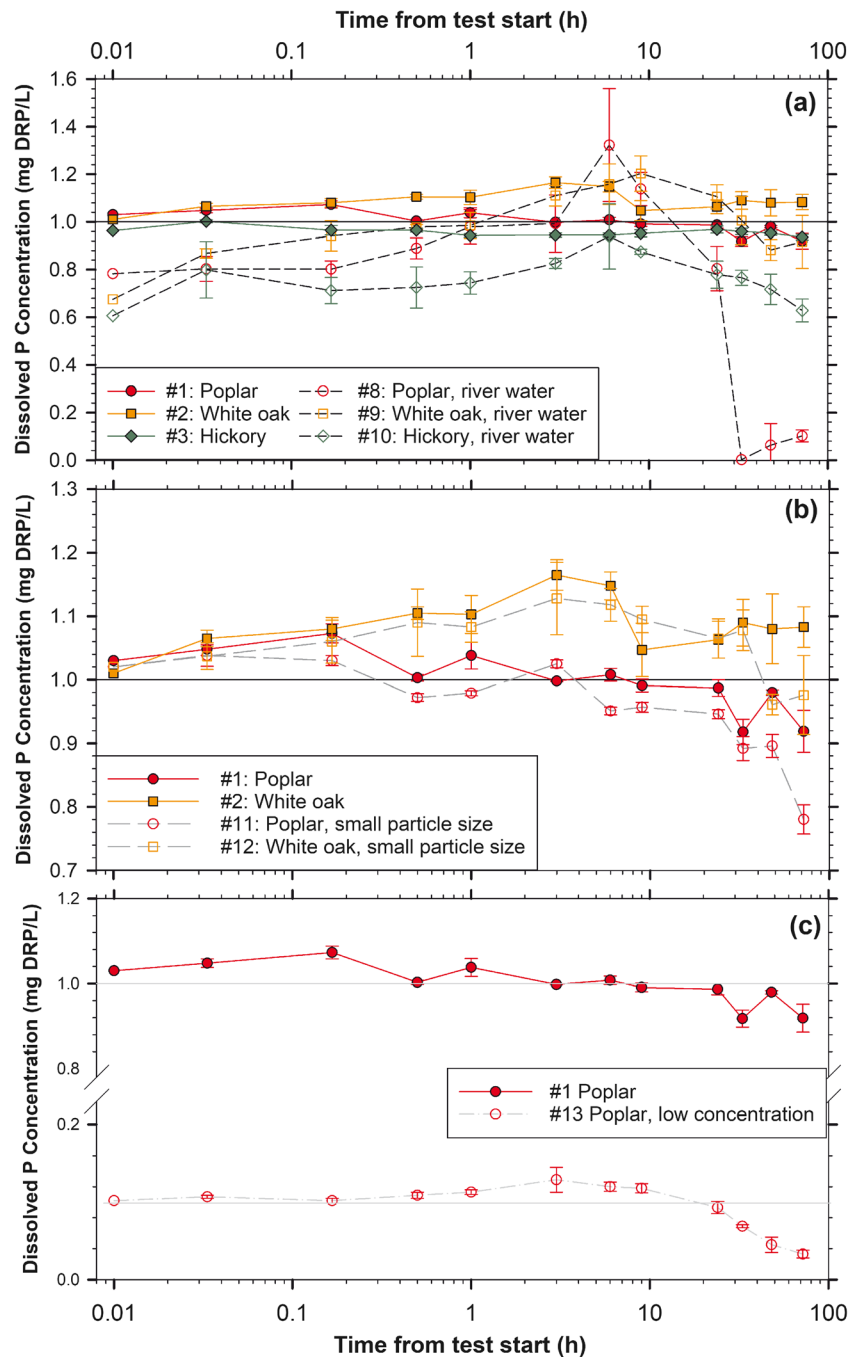 Time from test start (h)
0.01 0.1 1 10 100
Dissolved P Concentration (mg DRP/L)
(a)
1.6
1.4
1.2
1.0
0.8
0.6
0.4
0.2
0.0
#1: Poplar #8: Poplar, river water
#2: White oak #9: White oak, river water
#3: Hickory #10: Hickory, river water
Dissolved P Concentration (mg DRP/L)
(b)
1.3
1.2
1.1
1.0
0.9
0.8
0.7
#1: Poplar
#2: White oak
#11: Poplar, small particle size
#12: White oak, small particle size
Dissolved P Concentration (mg DRP/L)
(c)
1.2
1.0
0.8
0.2
0.0
#1 Poplar
#13 Poplar, low concentration
0.01 0.1 1 10 100
Time from test start (h)